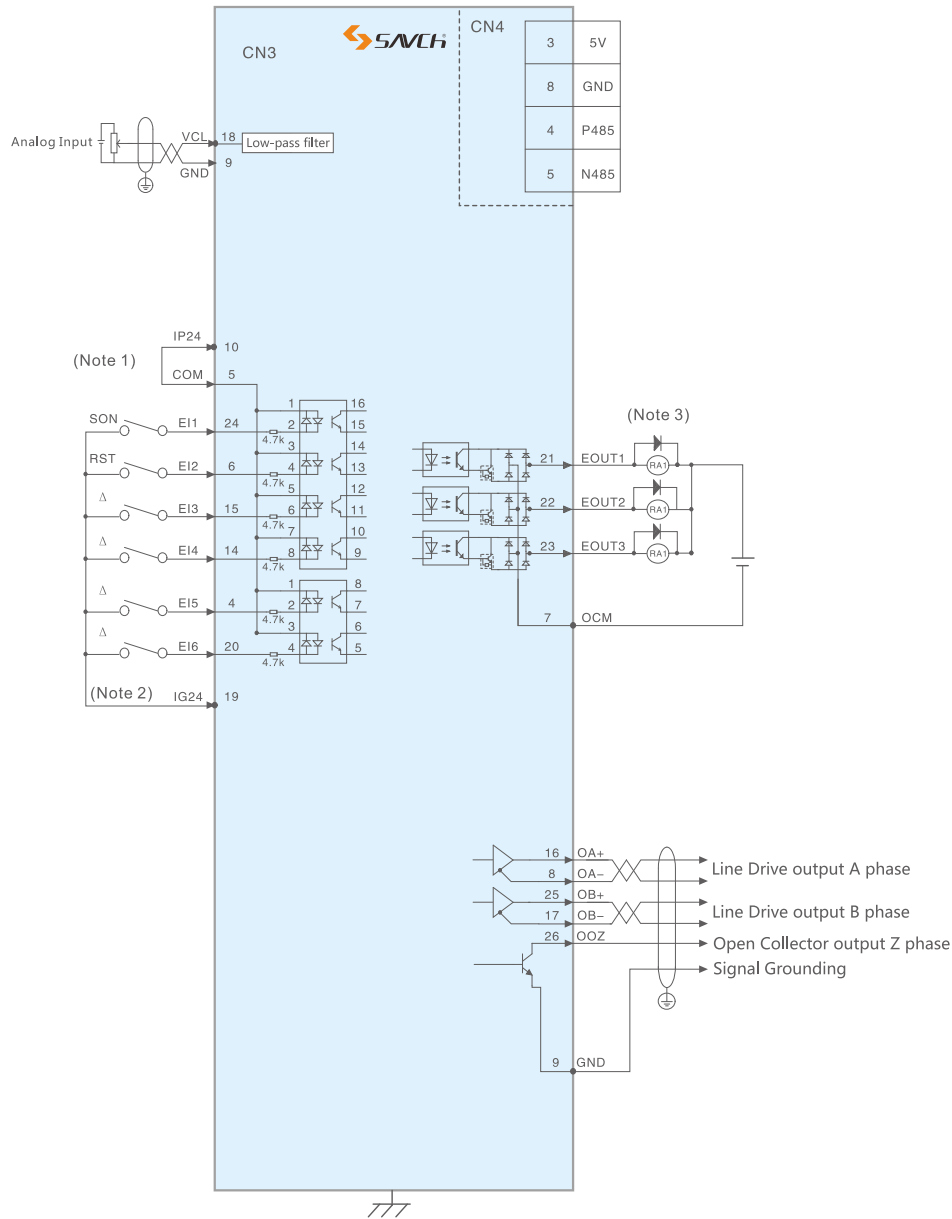 CN3
SAVCh
CN4
3 5V
8 GND
4 P485
5 N485
Analog Input
VCL 18 Low-pass filter
GND 9
(Note 1)
IP24 10
COM 5
SON EI1 24 4.7k 1 2 16 15
RST EI2 6 4.7k 3 4 14 13
Δ EI3 15 4.7k 5 6 12 11
Δ EI4 14 4.7k 7 8 10 9
Δ EI5 4 4.7k 1 2 8 7
Δ EI6 20 4.7k 3 4 6 5
(Note 2) IG24 19
(Note 3)
21 EOUT1 RA1
22 EOUT2 RA1
23 EOUT3 RA1
7 OCM
16 OA+
8 OA−
Line Drive output A phase
25 OB+
17 OB−
Line Drive output B phase
26 OOZ Open Collector output Z phase
Signal Grounding
9 GND